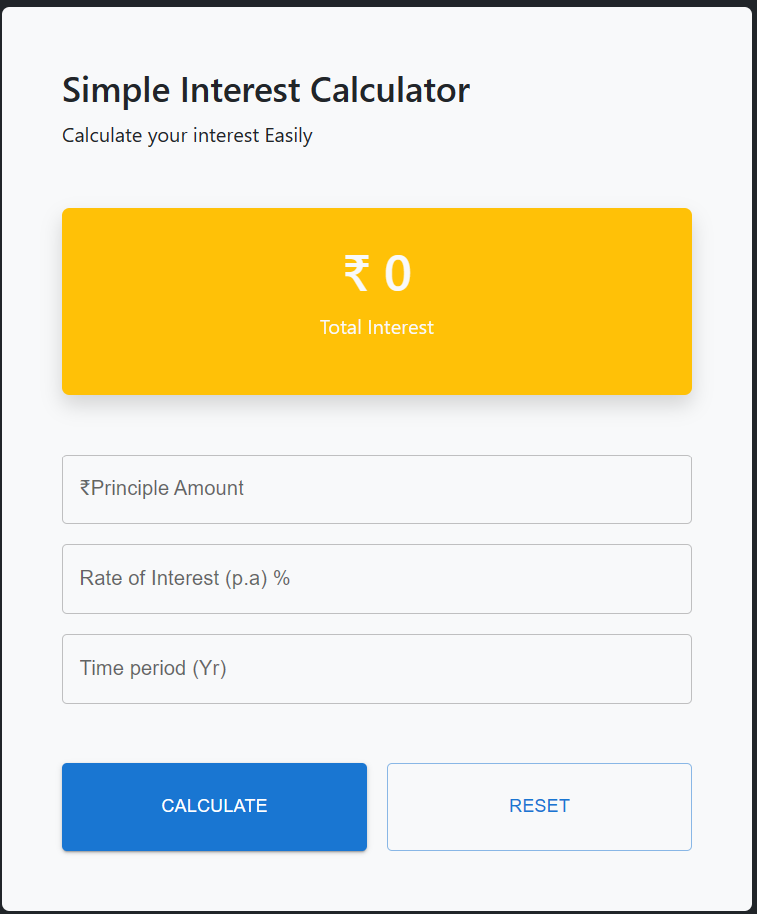 Simple Interest Calculator
Calculate your interest Easily
₹ 0
Total Interest
₹Principle Amount
Rate of Interest (p.a) %
Time period (Yr)
CALCULATE
RESET